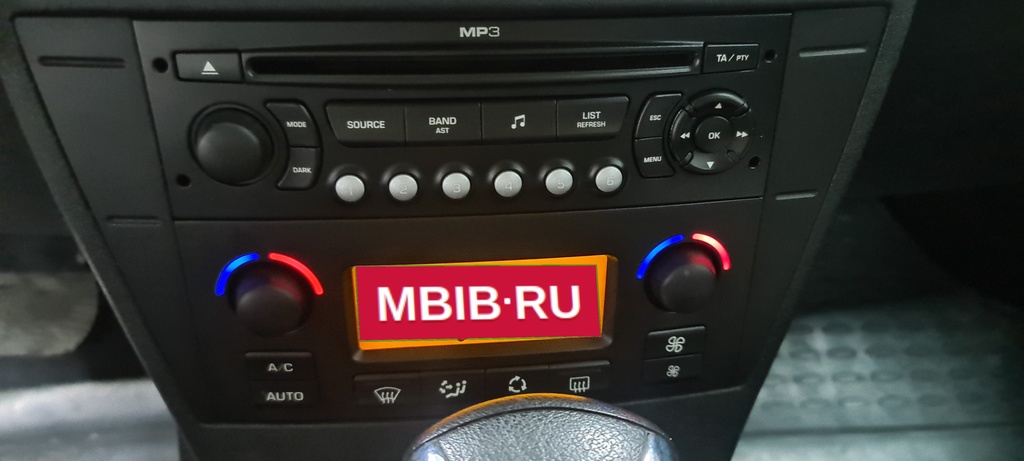 MP3
TA/PTY
MODE
SOURCE
BAND
AST
LIST
REFRESH
ESC
OK
DARK
MENU
1 2 3 4 5 6
MBIB·RU
A/C
AUTO